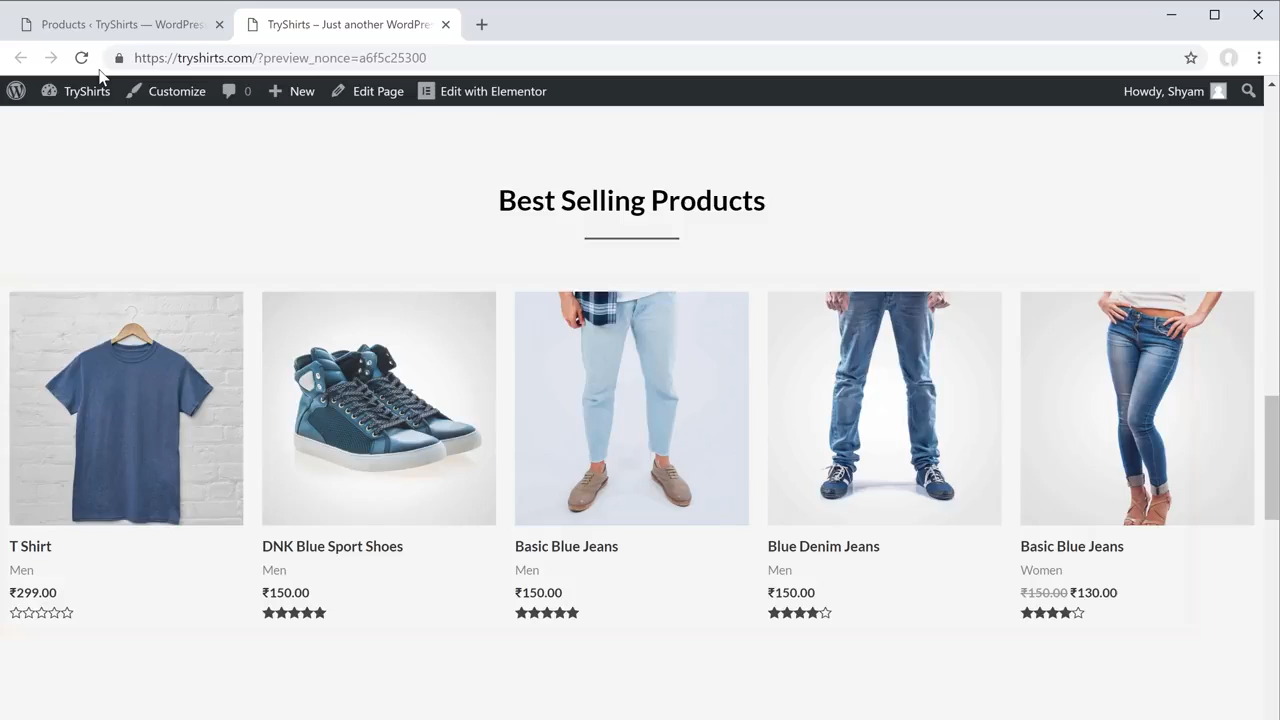 Products ‹ TryShirts — WordPres
TryShirts – Just another WordPre
https://tryshirts.com/?preview_nonce=a6f5c25300
TryShirts Customize 0 New Edit Page Edit with Elementor Howdy, Shyam
Best Selling Products
T Shirt
Men
₹299.00
DNK Blue Sport Shoes
Men
₹150.00
Basic Blue Jeans
Men
₹150.00
Blue Denim Jeans
Men
₹150.00
Basic Blue Jeans
Women
₹150.00 ₹130.00